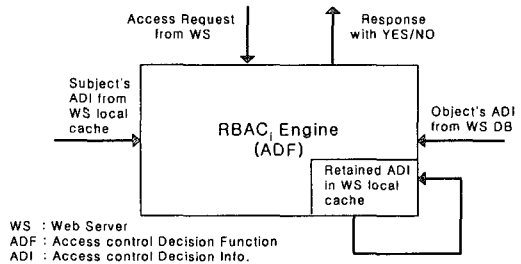 Access Request
from WS
Response
with YES/NO
Subject's
ADI from
WS local
cache
RBACi Engine
(ADF)
Object's ADI
from WS DB
Retained ADI
in WS local
cache
WS : Web Server
ADF : Access control Decision Function
ADI : Access control Decision Info.